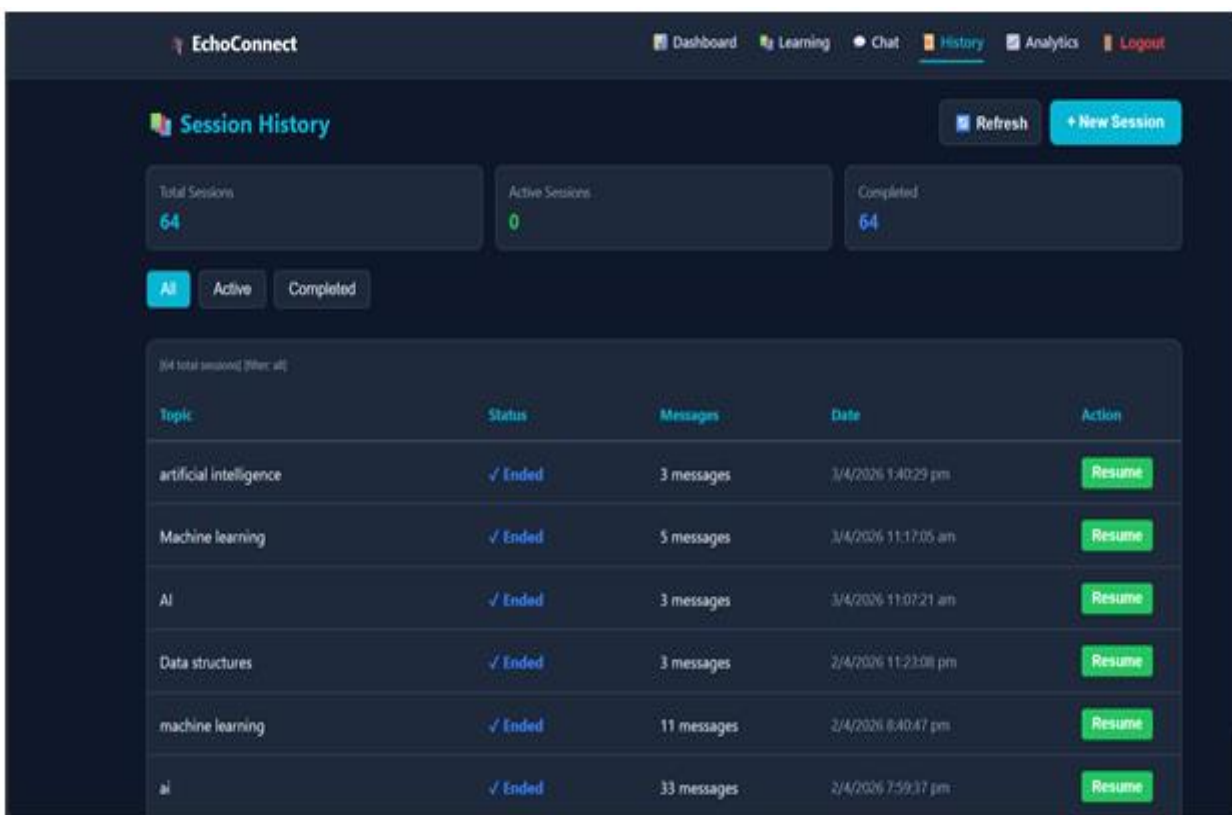 EchoConnect
Dashboard Learning Chat History Analytics Logout
Session History
Refresh + New Session
Total Sessions Active Sessions Completed
64 0 64
All Active Completed
[64 total sessions] [filter: all]
Topic Status Messages Date Action
artificial intelligence ✓ Ended 3 messages 3/4/2026 1:40:29 pm Resume
Machine learning ✓ Ended 5 messages 3/4/2026 11:17:05 am Resume
AI ✓ Ended 3 messages 3/4/2026 11:07:21 am Resume
Data structures ✓ Ended 3 messages 2/4/2026 11:23:08 pm Resume
machine learning ✓ Ended 11 messages 2/4/2026 8:40:47 pm Resume
ai ✓ Ended 33 messages 2/4/2026 7:59:37 pm Resume